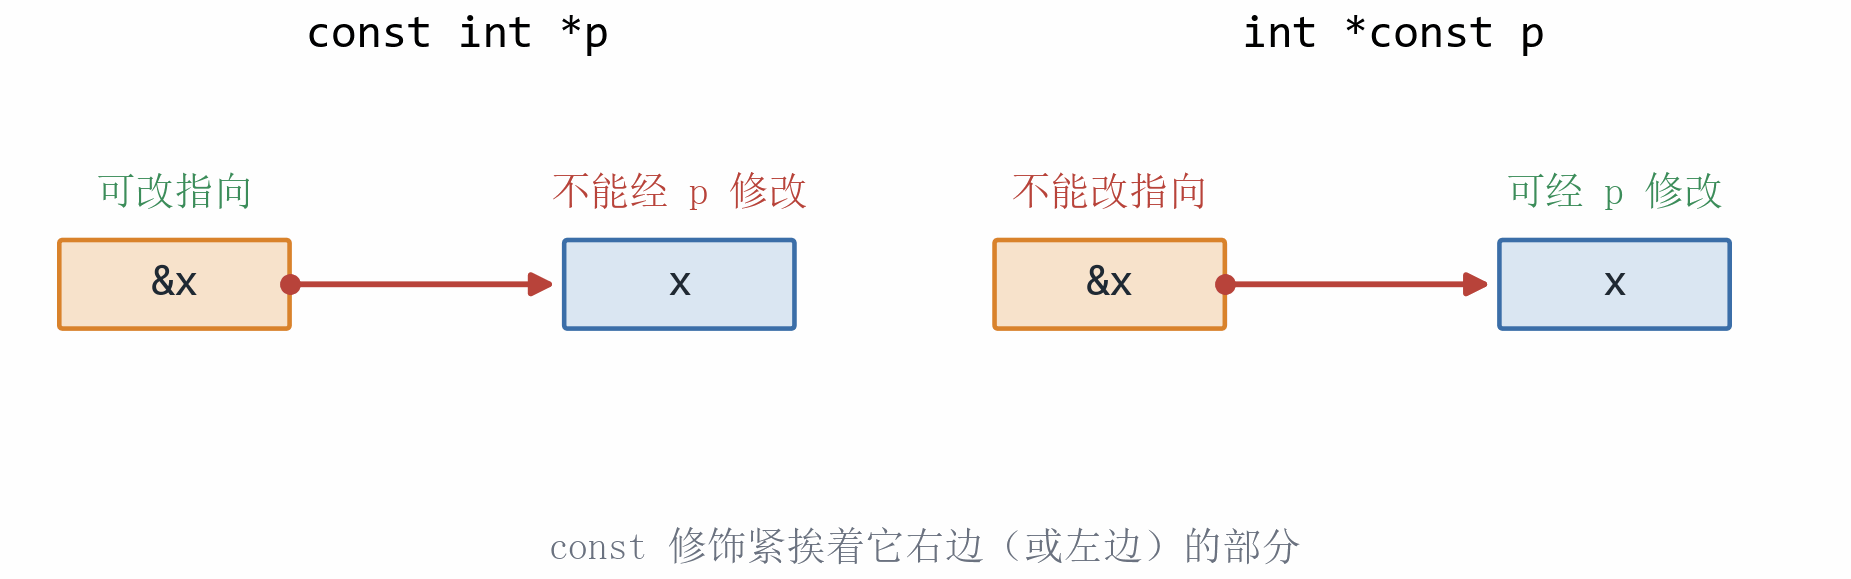 const int *p
int *const p
可改指向
不能经 p 修改
不能改指向
可经 p 修改
&x
x
&x
x
const 修饰紧挨着它右边（或左边）的部分